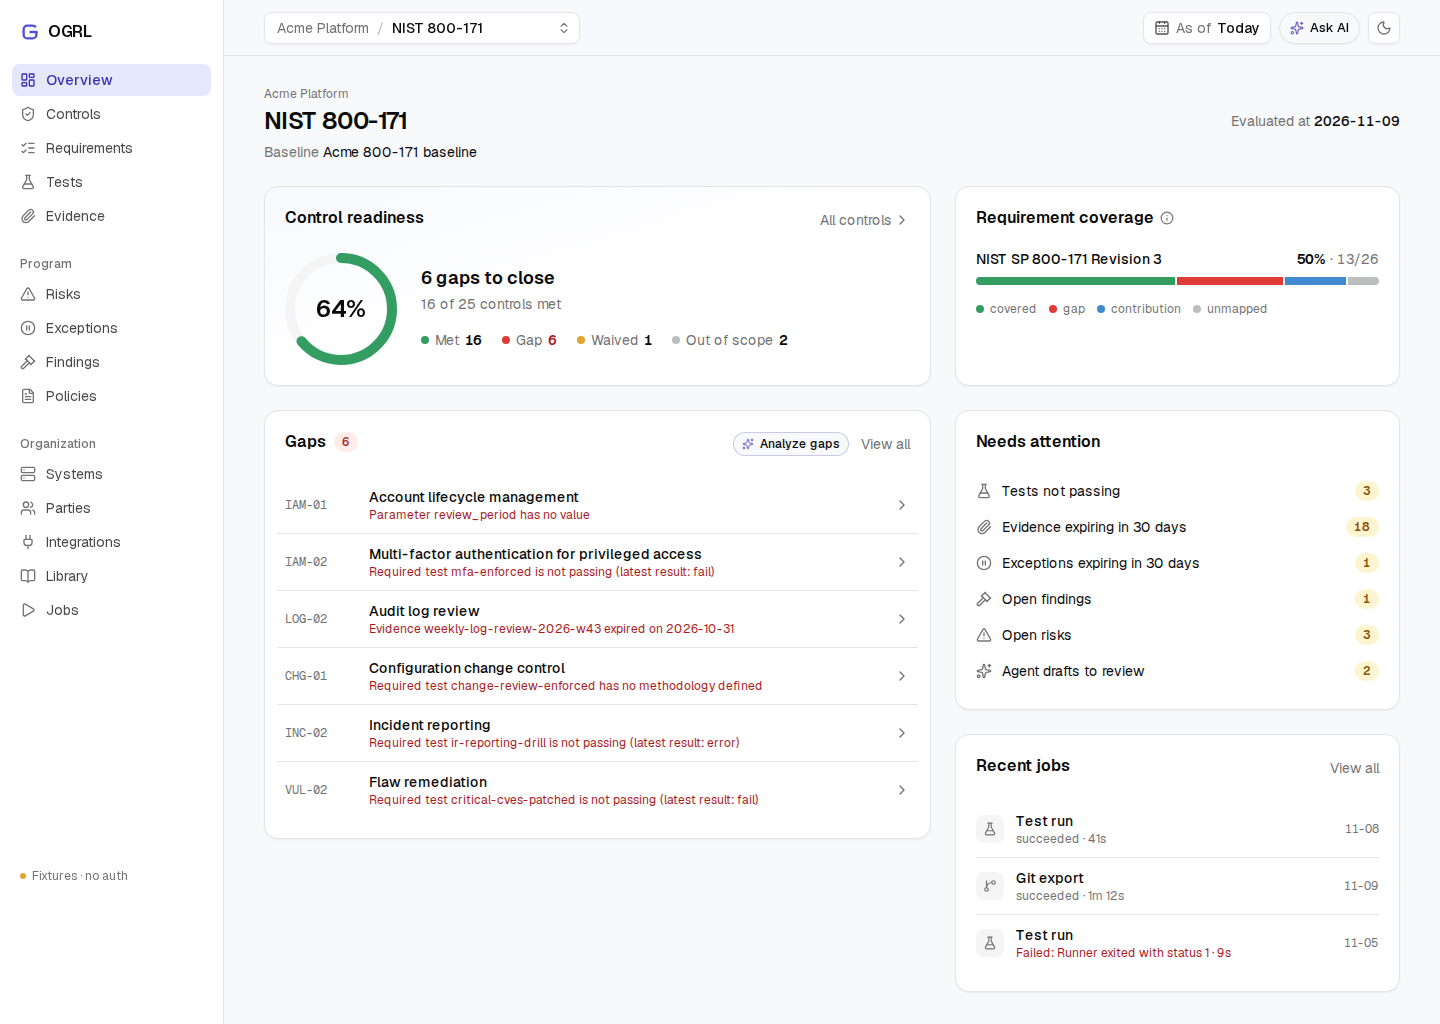 OGRL
Overview
Controls
Requirements
Tests
Evidence
Program
Risks
Exceptions
Findings
Policies
Organization
Systems
Parties
Integrations
Library
Jobs
Fixtures · no auth
Acme Platform / NIST 800-171
As of Today
Ask AI
Acme Platform
NIST 800-171
Baseline Acme 800-171 baseline
Evaluated at 2026-11-09
Control readiness
All controls
64%
6 gaps to close
16 of 25 controls met
Met 16 Gap 6 Waived 1 Out of scope 2
Requirement coverage
NIST SP 800-171 Revision 3 50% · 13/26
covered gap contribution unmapped
Gaps 6
Analyze gaps View all
IAM-01 Account lifecycle management
Parameter review_period has no value
IAM-02 Multi-factor authentication for privileged access
Required test mfa-enforced is not passing (latest result: fail)
LOG-02 Audit log review
Evidence weekly-log-review-2026-w43 expired on 2026-10-31
CHG-01 Configuration change control
Required test change-review-enforced has no methodology defined
INC-02 Incident reporting
Required test ir-reporting-drill is not passing (latest result: error)
VUL-02 Flaw remediation
Required test critical-cves-patched is not passing (latest result: fail)
Needs attention
Tests not passing 3
Evidence expiring in 30 days 18
Exceptions expiring in 30 days 1
Open findings 1
Open risks 3
Agent drafts to review 2
Recent jobs View all
Test run 11-08
succeeded · 41s
Git export 11-09
succeeded · 1m 12s
Test run 11-05
Failed: Runner exited with status 1 · 9s